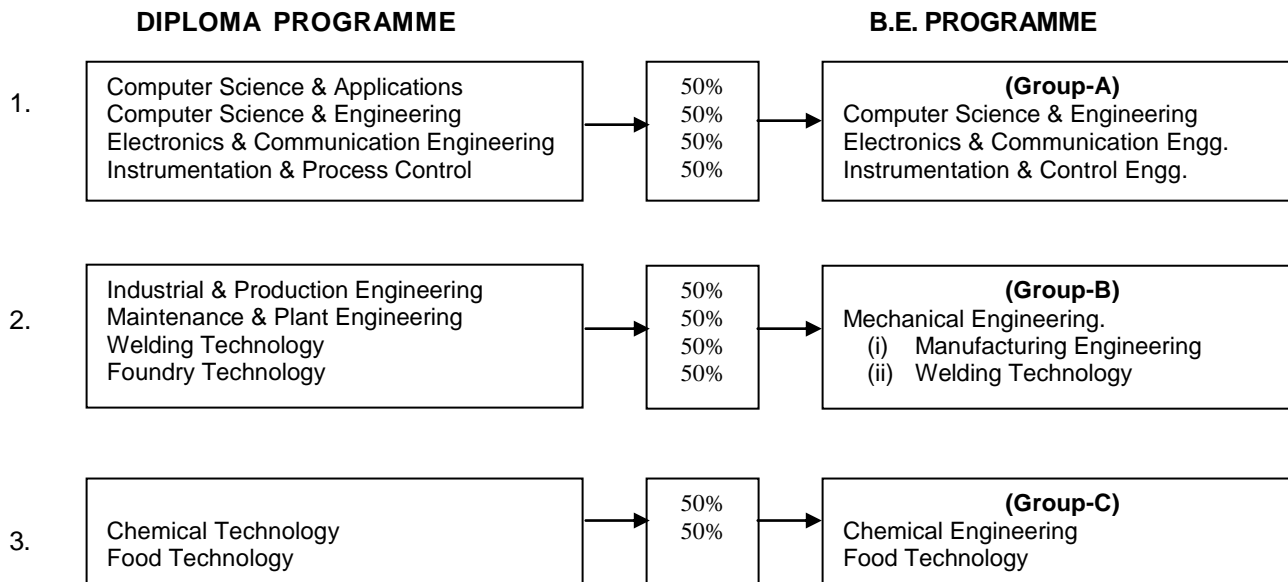 DIPLOMA PROGRAMME
B.E. PROGRAMME
1.
Computer Science & Applications
Computer Science & Engineering
Electronics & Communication Engineering
Instrumentation & Process Control
50%
50%
50%
50%
(Group-A)
Computer Science & Engineering
Electronics & Communication Engg.
Instrumentation & Control Engg.
2.
Industrial & Production Engineering
Maintenance & Plant Engineering
Welding Technology
Foundry Technology
50%
50%
50%
50%
(Group-B)
Mechanical Engineering.
(i) Manufacturing Engineering
(ii) Welding Technology
3.
Chemical Technology
Food Technology
50%
50%
(Group-C)
Chemical Engineering
Food Technology